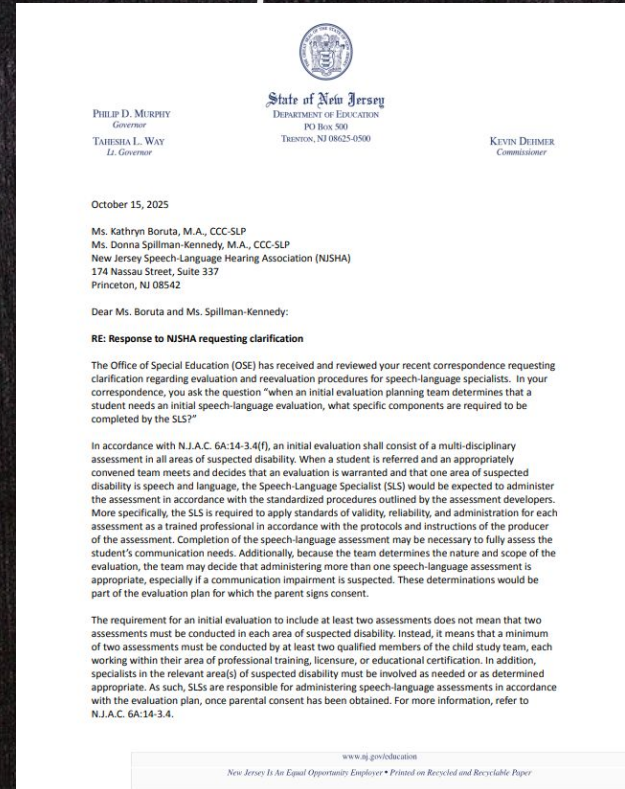 State of New Jersey
DEPARTMENT OF EDUCATION
PO BOX 500
TRENTON, NJ 08625-0500
PHILIP D. MURPHY
Governor
TAHESHA L. WAY
Lt. Governor
KEVIN DEHMER
Commissioner
October 15, 2025
Ms. Kathryn Boruta, M.A., CCC-SLP
Ms. Donna Spillman-Kennedy, M.A., CCC-SLP
New Jersey Speech-Language Hearing Association (NJSHA)
174 Nassau Street, Suite 337
Princeton, NJ 08542
Dear Ms. Boruta and Ms. Spillman-Kennedy:
RE: Response to NJSHA requesting clarification
The Office of Special Education (OSE) has received and reviewed your recent correspondence requesting
clarification regarding evaluation and reevaluation procedures for speech-language specialists. In your
correspondence, you ask the question “when an initial evaluation planning team determines that a
student needs an initial speech-language evaluation, what specific components are required to be
completed by the SLS?”
In accordance with N.J.A.C. 6A:14-3.4(f), an initial evaluation shall consist of a multi-disciplinary
assessment in all areas of suspected disability. When a student is referred and an appropriately
convened team meets and decides that an evaluation is warranted and that one area of suspected
disability is speech and language, the Speech-Language Specialist (SLS) would be expected to administer
the assessment in accordance with the standardized procedures outlined by the assessment developers.
More specifically, the SLS is required to apply standards of validity, reliability, and administration for each
assessment as a trained professional in accordance with the protocols and instructions of the producer
of the assessment. Completion of the speech-language assessment may be necessary to fully assess the
student’s communication needs. Additionally, because the team determines the nature and scope of the
evaluation, the team may decide that administering more than one speech-language assessment is
appropriate, especially if a communication impairment is suspected. These determinations would be
part of the evaluation plan for which the parent signs consent.
The requirement for an initial evaluation to include at least two assessments does not mean that two
assessments must be conducted in each area of suspected disability. Instead, it means that a minimum
of two assessments must be conducted by at least two qualified members of the child study team, each
working within their area of professional training, licensure, or educational certification. In addition,
specialists in the relevant area(s) of suspected disability must be involved as needed or as determined
appropriate. As such, SLSs are responsible for administering speech-language assessments in accordance
with the evaluation plan, once parental consent has been obtained. For more information, refer to
N.J.A.C. 6A:14-3.4.
www.nj.gov/education
New Jersey Is An Equal Opportunity Employer • Printed on Recycled and Recyclable Paper